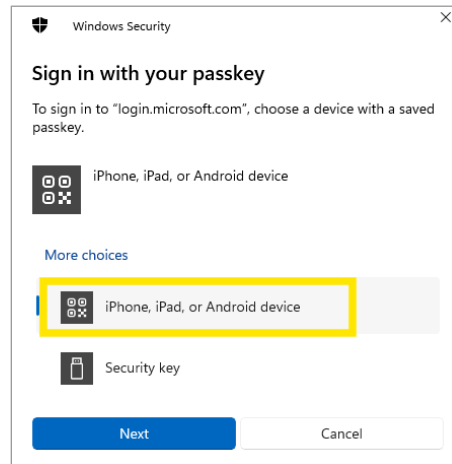 Windows Security
Sign in with your passkey
To sign in to “login.microsoft.com”, choose a device with a saved
passkey.
iPhone, iPad, or Android device
More choices
iPhone, iPad, or Android device
Security key
Next
Cancel